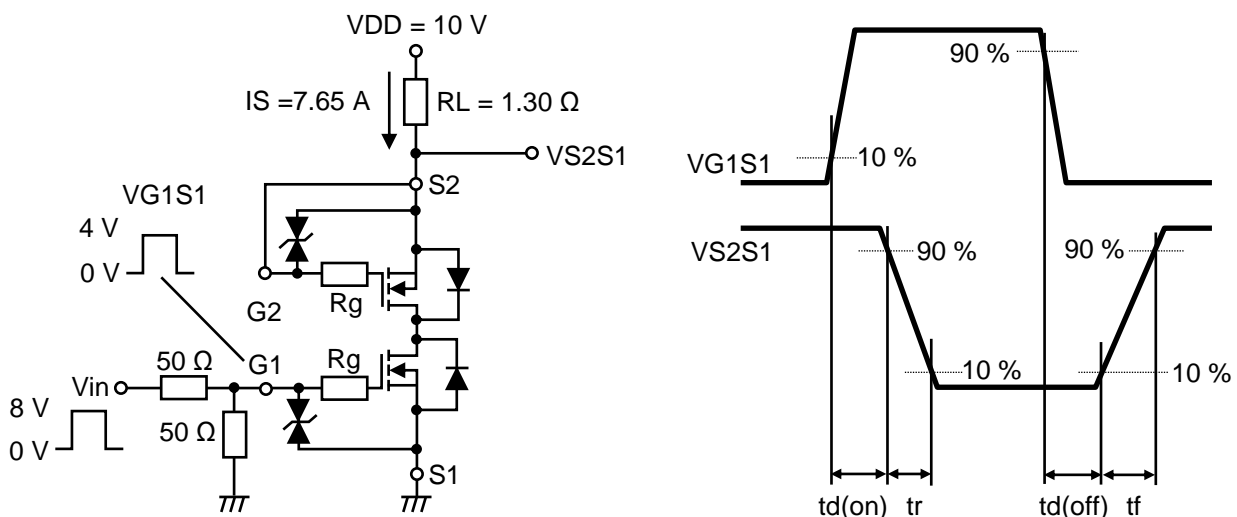 VDD = 10 V
IS =7.65 A
RL = 1.30 Ω
VS2S1
S2
VG1S1
4 V
0 V
Rg
G2
G1
Rg
50 Ω
Vin
8 V
0 V
50 Ω
S1
90 %
VG1S1
10 %
VS2S1
90 %
90 %
10 %
10 %
td(on)
tr
td(off)
tf